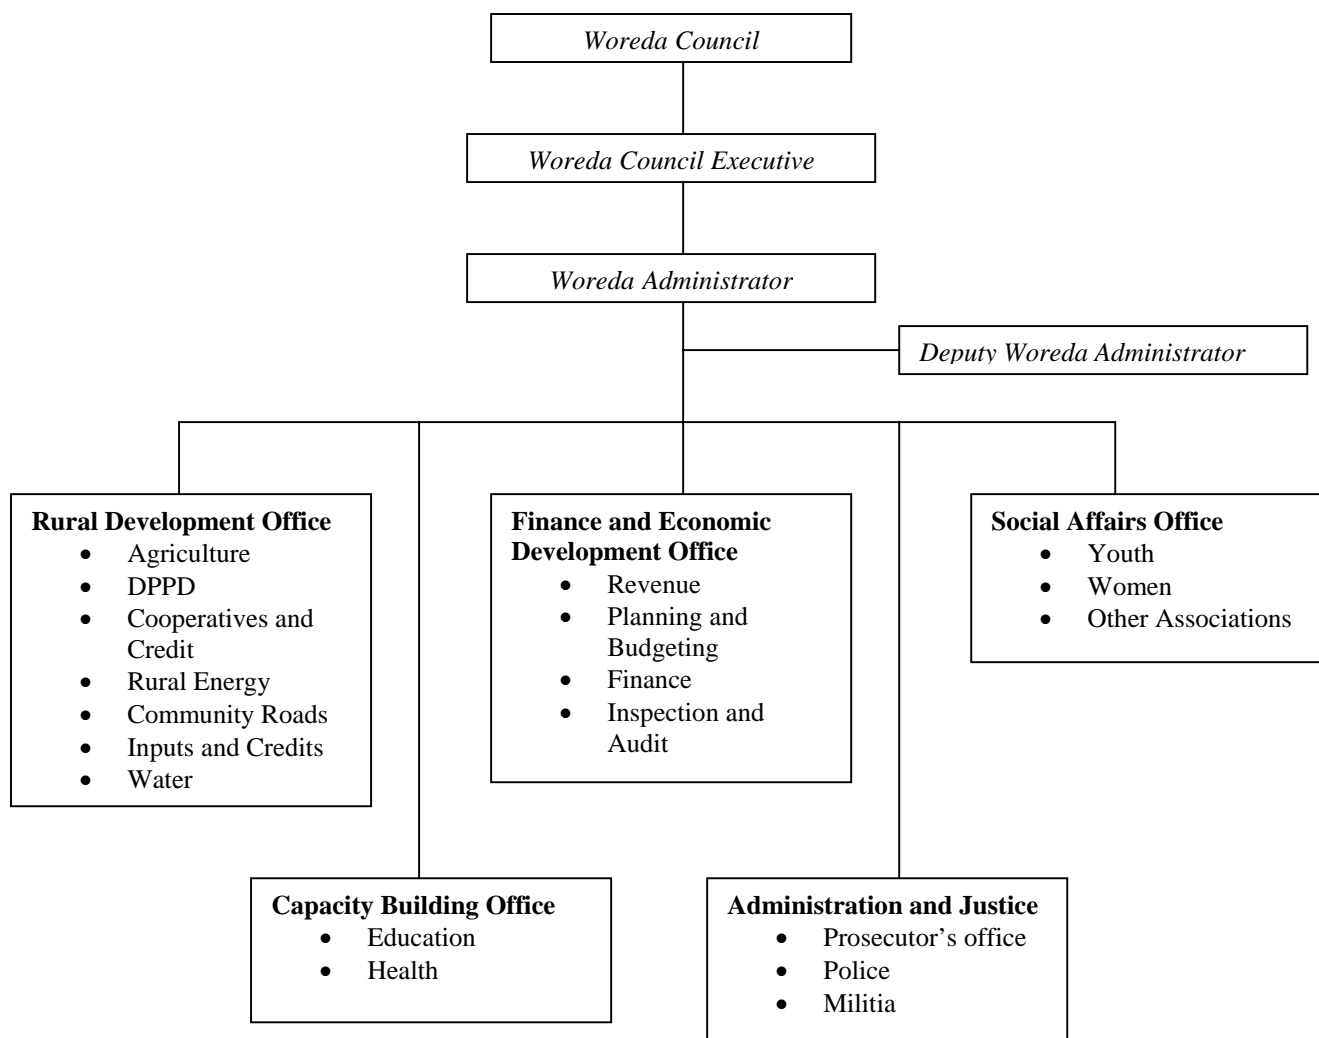 Woreda Council
Woreda Council Executive
Woreda Administrator
Deputy Woreda Administrator
Rural Development Office
• Agriculture
• DPPD
• Cooperatives and
Credit
• Rural Energy
• Community Roads
• Inputs and Credits
• Water
Finance and Economic
Development Office
• Revenue
• Planning and
Budgeting
• Finance
• Inspection and
Audit
Social Affairs Office
• Youth
• Women
• Other Associations
Capacity Building Office
• Education
• Health
Administration and Justice
• Prosecutor’s office
• Police
• Militia